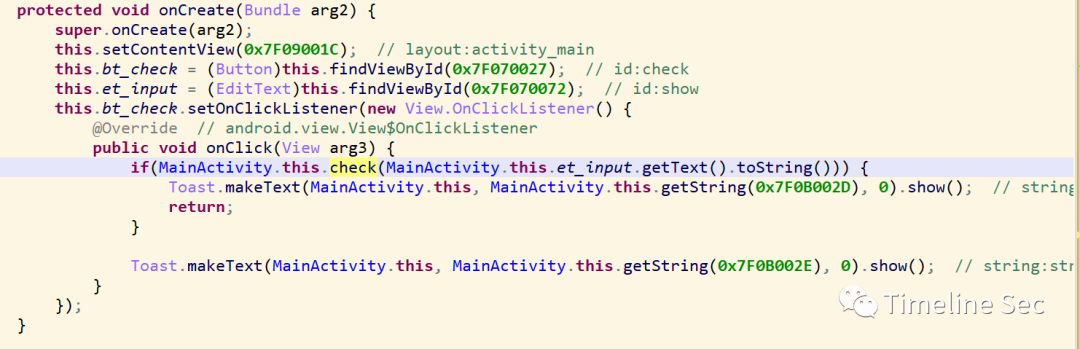 protected void onCreate(Bundle arg2) {
    super.onCreate(arg2);
    this.setContentView(0x7F09001C);  // layout:activity_main
    this.bt_check = (Button)this.findViewById(0x7F070027);  // id:check
    this.et_input = (EditText)this.findViewById(0x7F070072);  // id:show
    this.bt_check.setOnClickListener(new View.OnClickListener() {
        @Override  // android.view.View$OnClickListener
        public void onClick(View arg3) {
            if(MainActivity.this.check(MainActivity.this.et_input.getText().toString())) {
                Toast.makeText(MainActivity.this, MainActivity.this.getString(0x7F0B002D), 0).show();  // string
                return;
            }

            Toast.makeText(MainActivity.this, MainActivity.this.getString(0x7F0B002E), 0).show();  // string:str
        }
    });
}
Timeline Sec